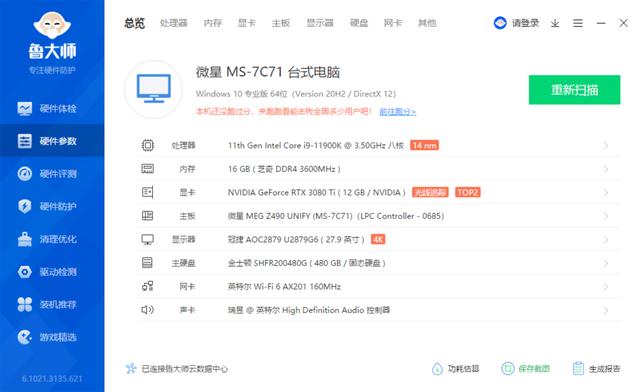 鲁大师
专注硬件防护
硬件体检
硬件参数
硬件评测
硬件防护
清理优化
驱动检测
装机推荐
游戏精选
6.1021.3135.621
总览 处理器 内存 显卡 主板 显示器 硬盘 网卡 其他 请登录
微星 MS-7C71 台式电脑
Windows 10 专业版 64位（Version 20H2 / DirectX 12）
本机还没跑过分，来跑跑看能击败全国多少用户吧！ 前往跑分>
重新扫描
处理器 11th Gen Intel Core i9-11900K @ 3.50GHz 八核 14 nm
内存 16 GB ( 芝奇 DDR4 3600MHz )
显卡 NVIDIA GeForce RTX 3080 Ti ( 12 GB / NVIDIA ) 光线追踪 TOP2
主板 微星 MEG Z490 UNIFY (MS-7C71)（LPC Controller - 0685）
显示器 冠捷 AOC2879 U2879G6 ( 27.9 英寸 ) 4K
主硬盘 金士顿 SHFR200480G ( 480 GB / 固态硬盘 )
网卡 英特尔 Wi-Fi 6 AX201 160MHz
声卡 瑞昱 @ 英特尔 High Definition Audio 控制器
已连接鲁大师云数据中心 功耗估算 保存截图 生成报告